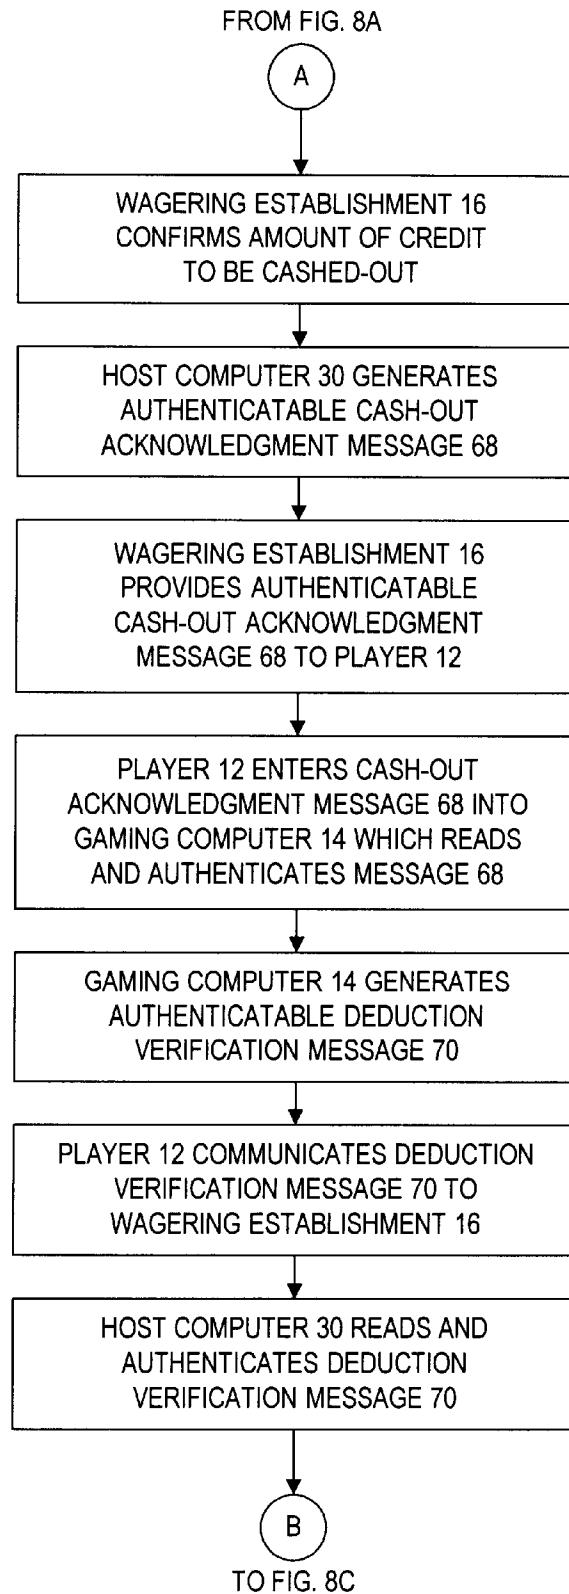 FROM FIG. 8A
A
WAGERING ESTABLISHMENT 16
CONFIRMS AMOUNT OF CREDIT
TO BE CASHED-OUT
HOST COMPUTER 30 GENERATES
AUTHENTICATABLE CASH-OUT
ACKNOWLEDGMENT MESSAGE 68
WAGERING ESTABLISHMENT 16
PROVIDES AUTHENTICATABLE
CASH-OUT ACKNOWLEDGMENT
MESSAGE 68 TO PLAYER 12
PLAYER 12 ENTERS CASH-OUT
ACKNOWLEDGMENT MESSAGE 68 INTO
GAMING COMPUTER 14 WHICH READS
AND AUTHENTICATES MESSAGE 68
GAMING COMPUTER 14 GENERATES
AUTHENTICATABLE DEDUCTION
VERIFICATION MESSAGE 70
PLAYER 12 COMMUNICATES DEDUCTION
VERIFICATION MESSAGE 70 TO
WAGERING ESTABLISHMENT 16
HOST COMPUTER 30 READS AND
AUTHENTICATES DEDUCTION
VERIFICATION MESSAGE 70
B
TO FIG. 8C